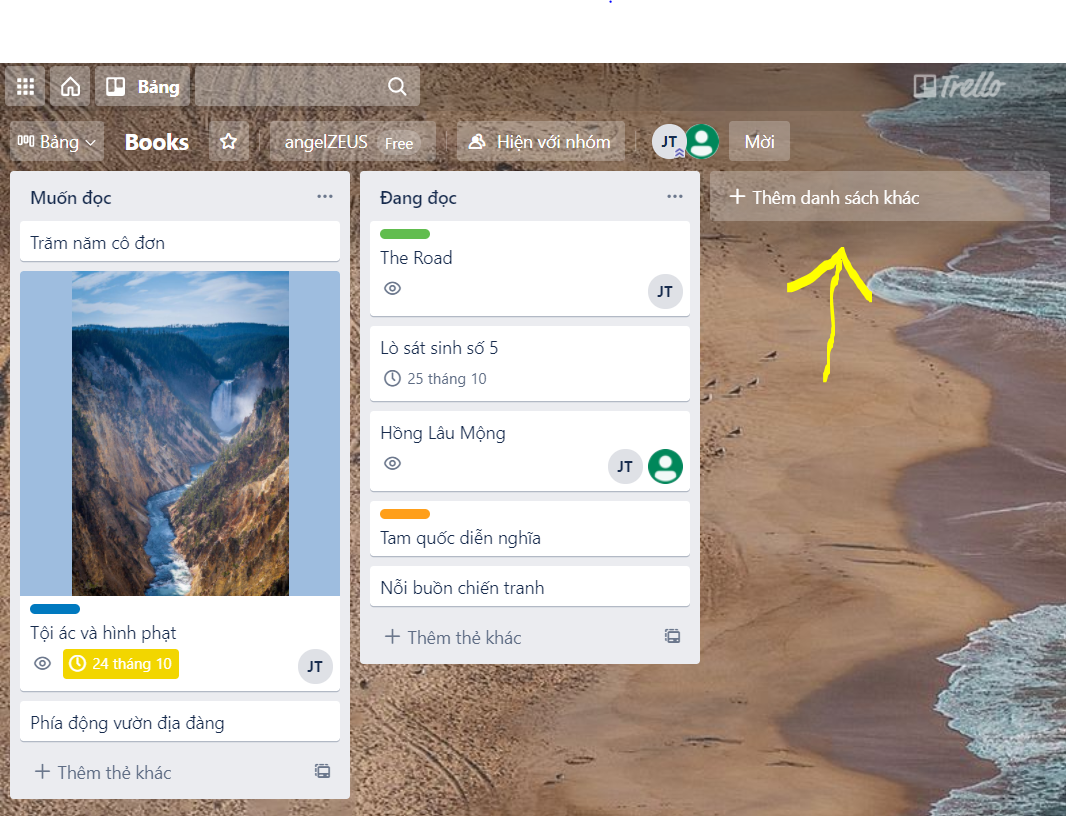 Bảng
Trello
Bảng
Books
angelZEUS Free
Hiện với nhóm
JT
Mời
Muốn đọc
Trăm năm cô đơn
Tội ác và hình phạt
24 tháng 10
JT
Phía động vườn địa đàng
+ Thêm thẻ khác
Đang đọc
The Road
JT
Lò sát sinh số 5
25 tháng 10
Hồng Lâu Mộng
JT
Tam quốc diễn nghĩa
Nỗi buồn chiến tranh
+ Thêm thẻ khác
+ Thêm danh sách khác